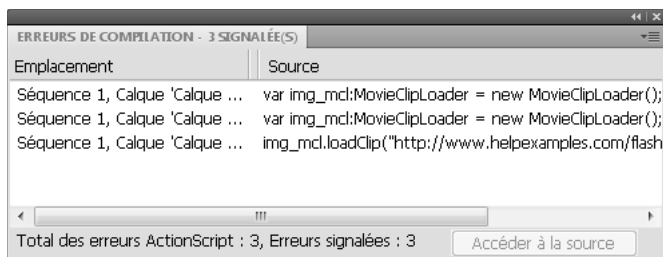 ERREURS DE COMPILATION - 3 SIGNALÉE(S)
Emplacement Source
Séquence 1, Calque 'Calque ... var img_mcl:MovieClipLoader = new MovieClipLoader();
Séquence 1, Calque 'Calque ... var img_mcl:MovieClipLoader = new MovieClipLoader();
Séquence 1, Calque 'Calque ... img_mcl.loadClip("http://www.helpexamples.com/flash
Total des erreurs ActionScript : 3, Erreurs signalées : 3 Accéder à la source